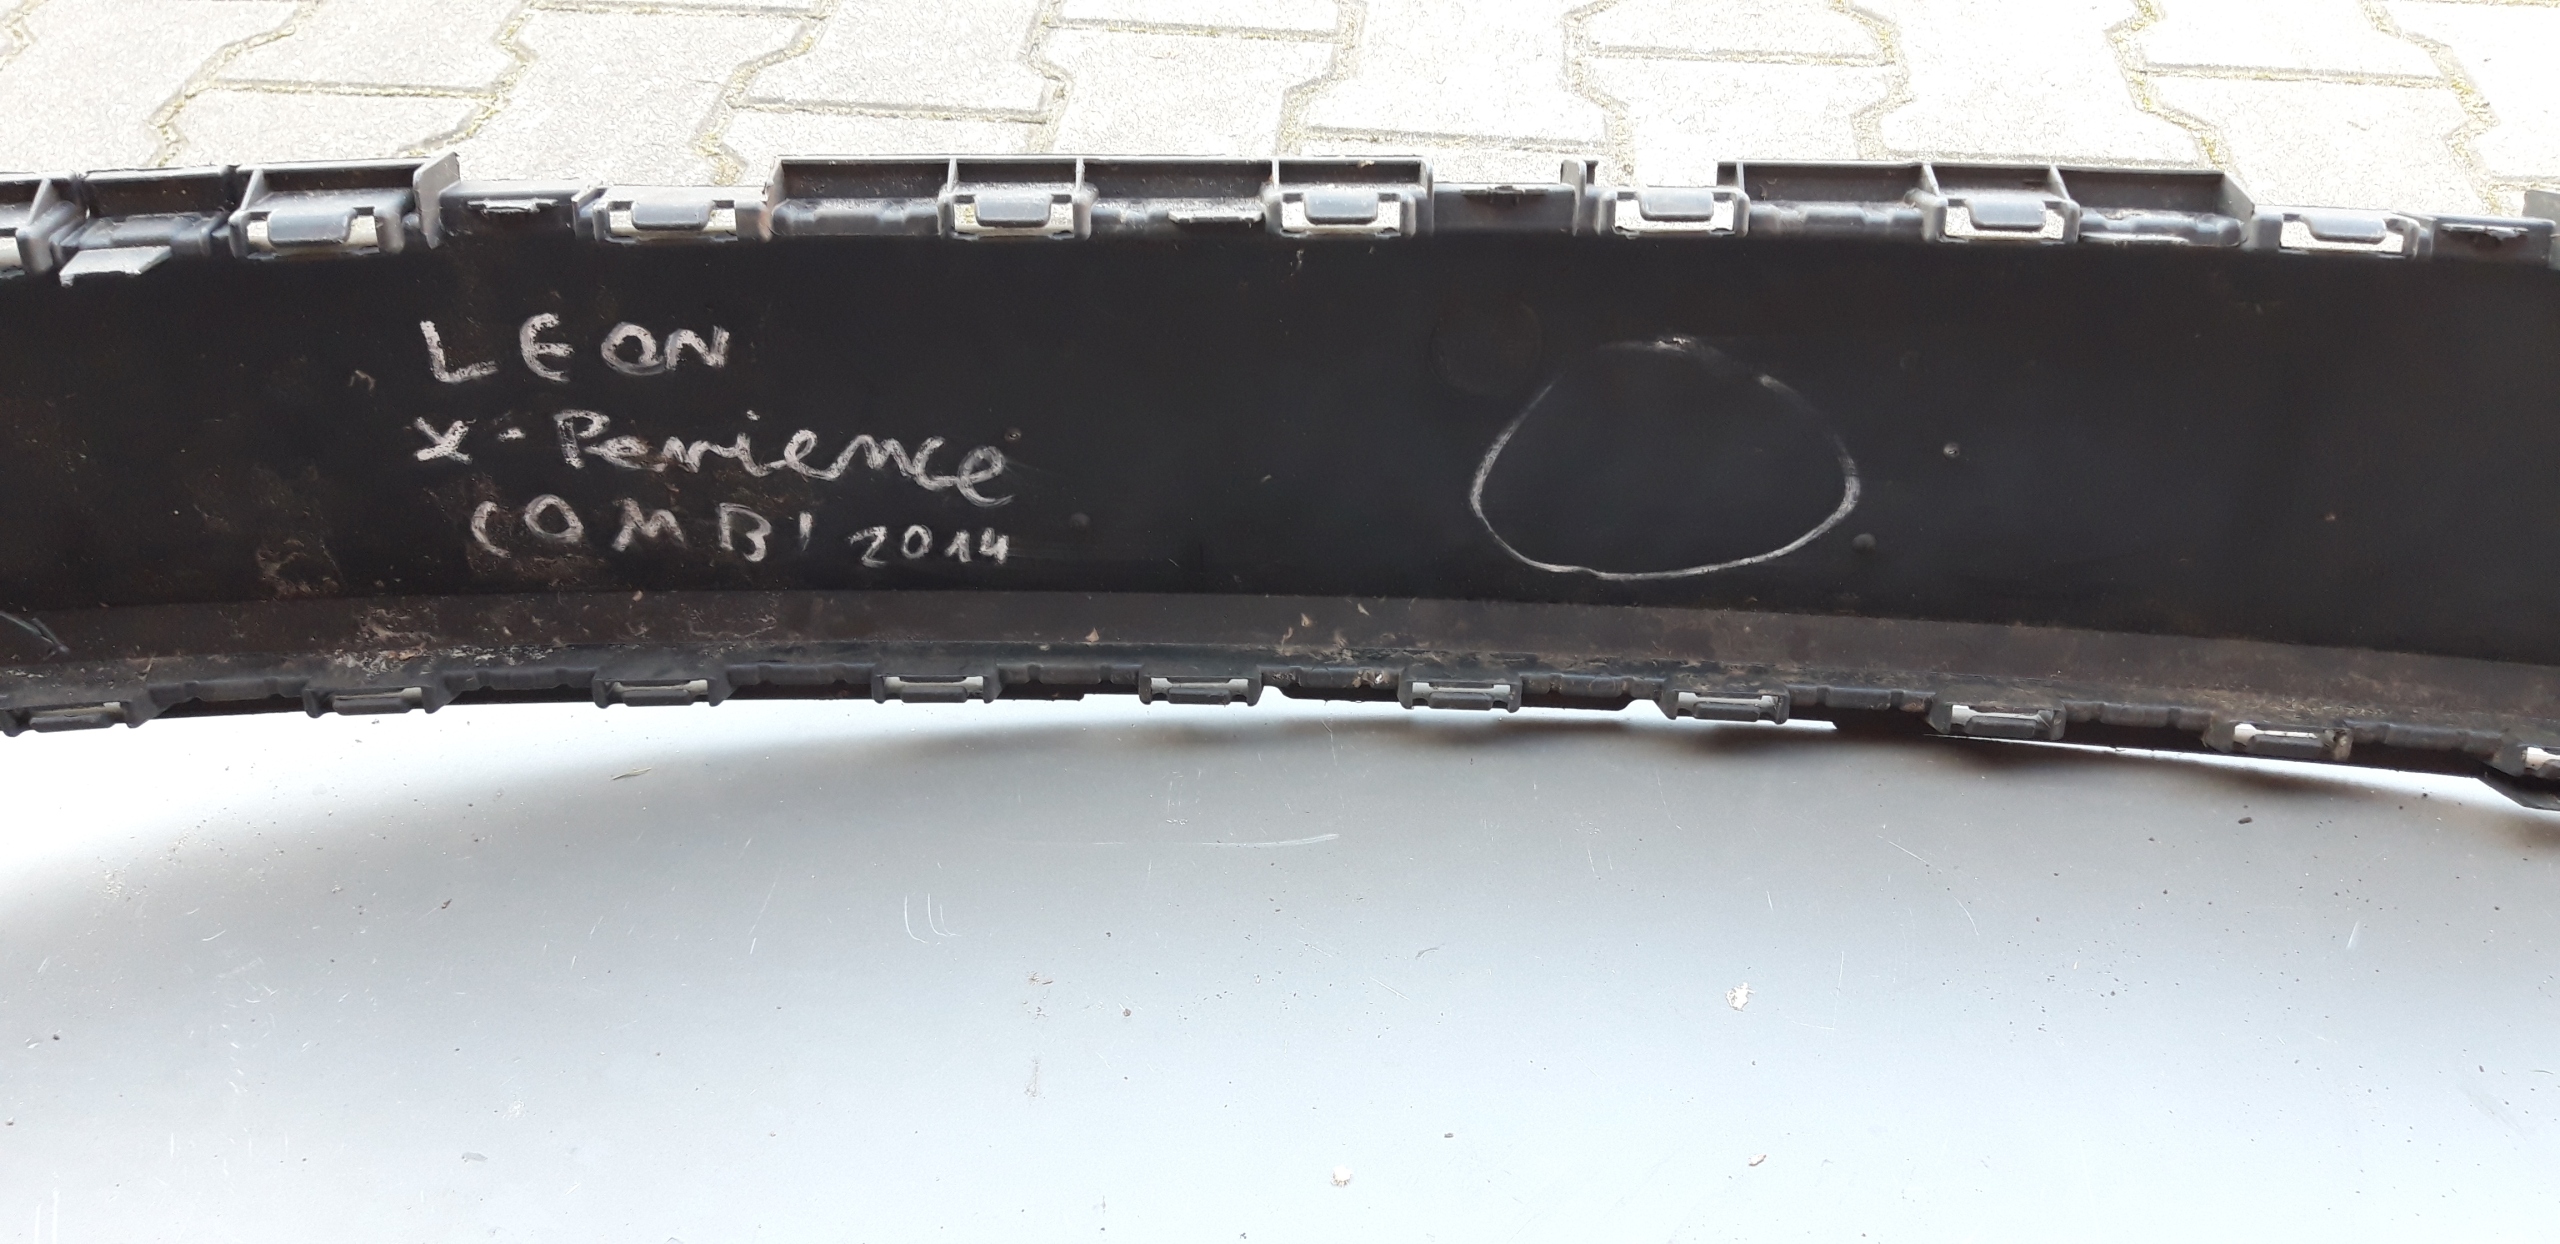 LEON
X-Perience
COMBI 2014